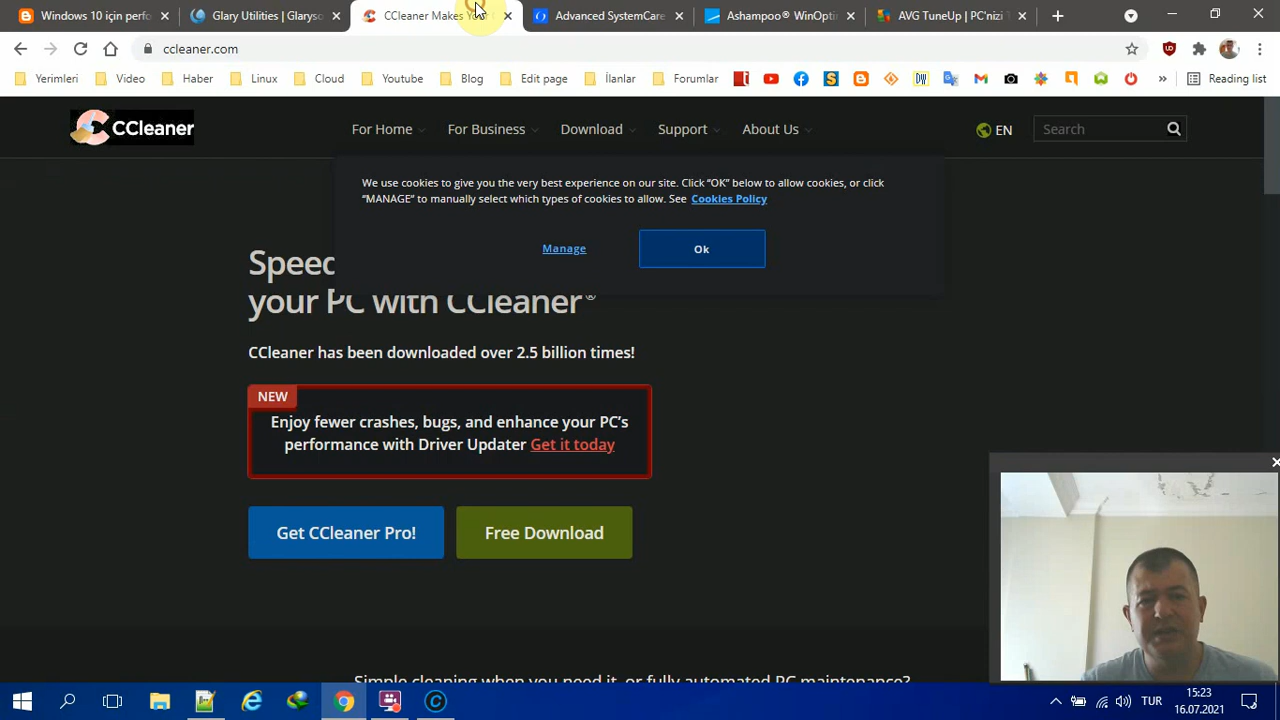 Windows 10 için perfo
Glary Utilities | Glaryso
CCleaner Makes You
Advanced SystemCare
Ashampoo® WinOptim
AVG TuneUp | PC'nizi T
ccleaner.com
Yerimleri
Video
Haber
Linux
Cloud
Youtube
Blog
Edit page
İlanlar
Forumlar
Reading list
CCleaner
For Home
For Business
Download
Support
About Us
EN
Search
We use cookies to give you the very best experience on our site. Click “OK” below to allow cookies, or click
“MANAGE” to manually select which types of cookies to allow. See Cookies Policy
Manage
Ok
Speed
your PC with CCleaner®
CCleaner has been downloaded over 2.5 billion times!
NEW
Enjoy fewer crashes, bugs, and enhance your PC’s
performance with Driver Updater Get it today
Get CCleaner Pro!
Free Download
Simple cleaning when you need it, or fully automated PC maintenance?
TUR
15:23
16.07.2021